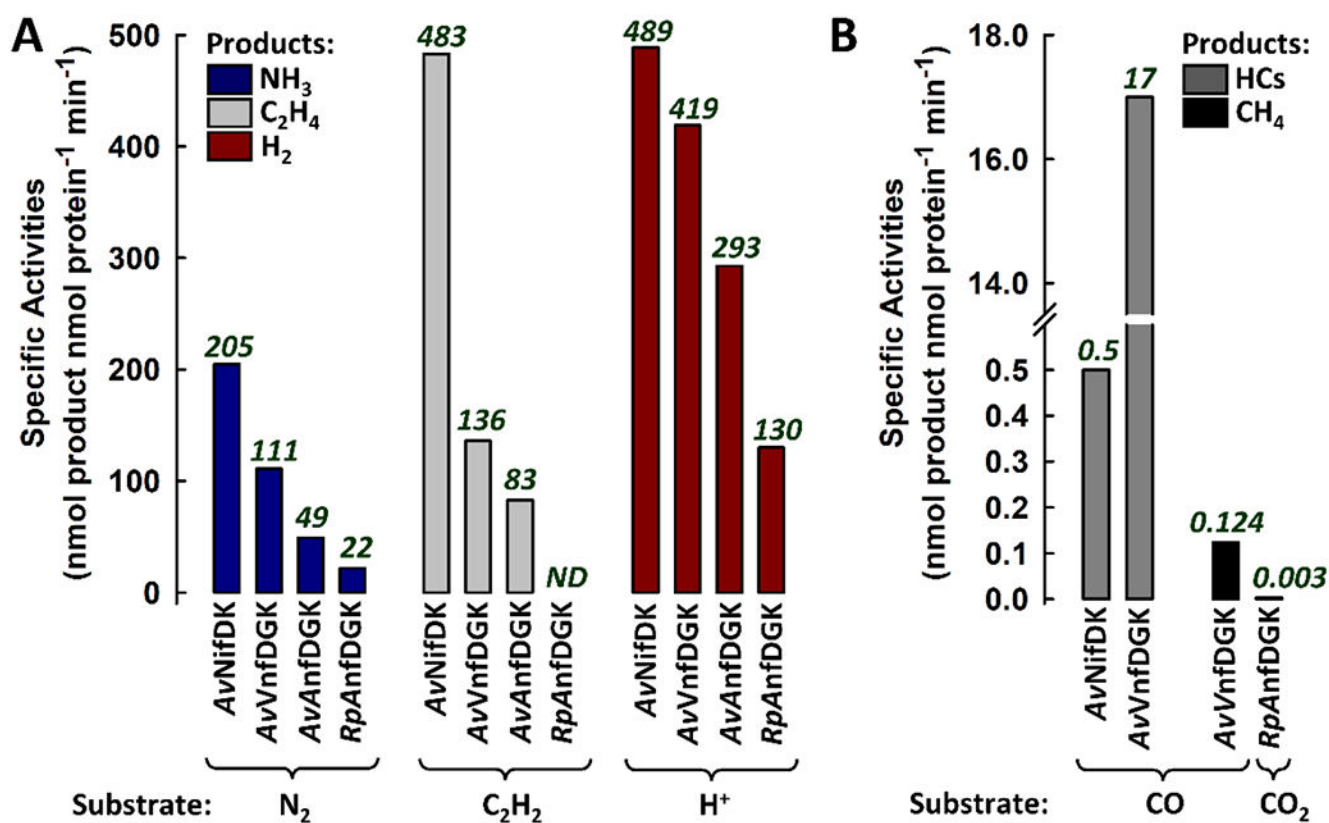 A
Specific Activities
(nmol product nmol protein⁻¹ min⁻¹)
500
400
300
200
100
0
Products:
NH₃
C₂H₄
H₂
205
111
49
22
483
136
83
ND
489
419
293
130
AvNifDK
AvVnfDGK
AvAnfDGK
RpAnfDGK
AvNifDK
AvVnfDGK
AvAnfDGK
RpAnfDGK
AvNifDK
AvVnfDGK
AvAnfDGK
RpAnfDGK
Substrate: N₂ C₂H₂ H⁺
B
Specific Activities
(nmol product nmol protein⁻¹ min⁻¹)
18.0
16.0
14.0
0.5
0.4
0.3
0.2
0.1
0.0
Products:
HCs
CH₄
0.5
17
0.124
0.003
AvNifDK
AvVnfDGK
AvVnfDGK
RpAnfDGK
Substrate: CO CO₂